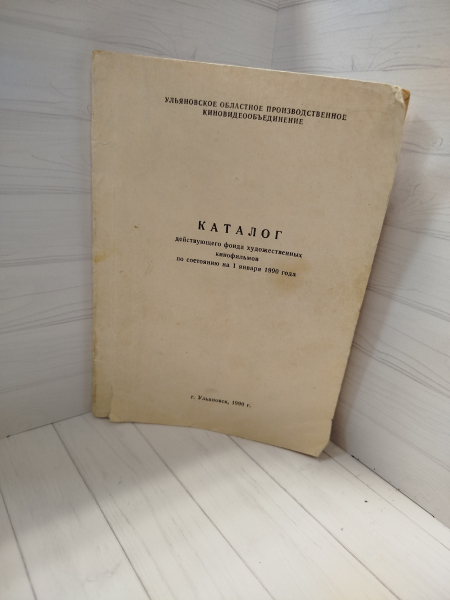 УЛЬЯНОВСКОЕ ОБЛАСТНОЕ ПРОИЗВОДСТВЕННОЕ
КИНОВИДЕООБЪЕДИНЕНИЕ
КАТАЛОГ
действующего фонда художественных
кинофильмов
по состоянию на 1 января 1990 года
г. Ульяновск, 1990 г.